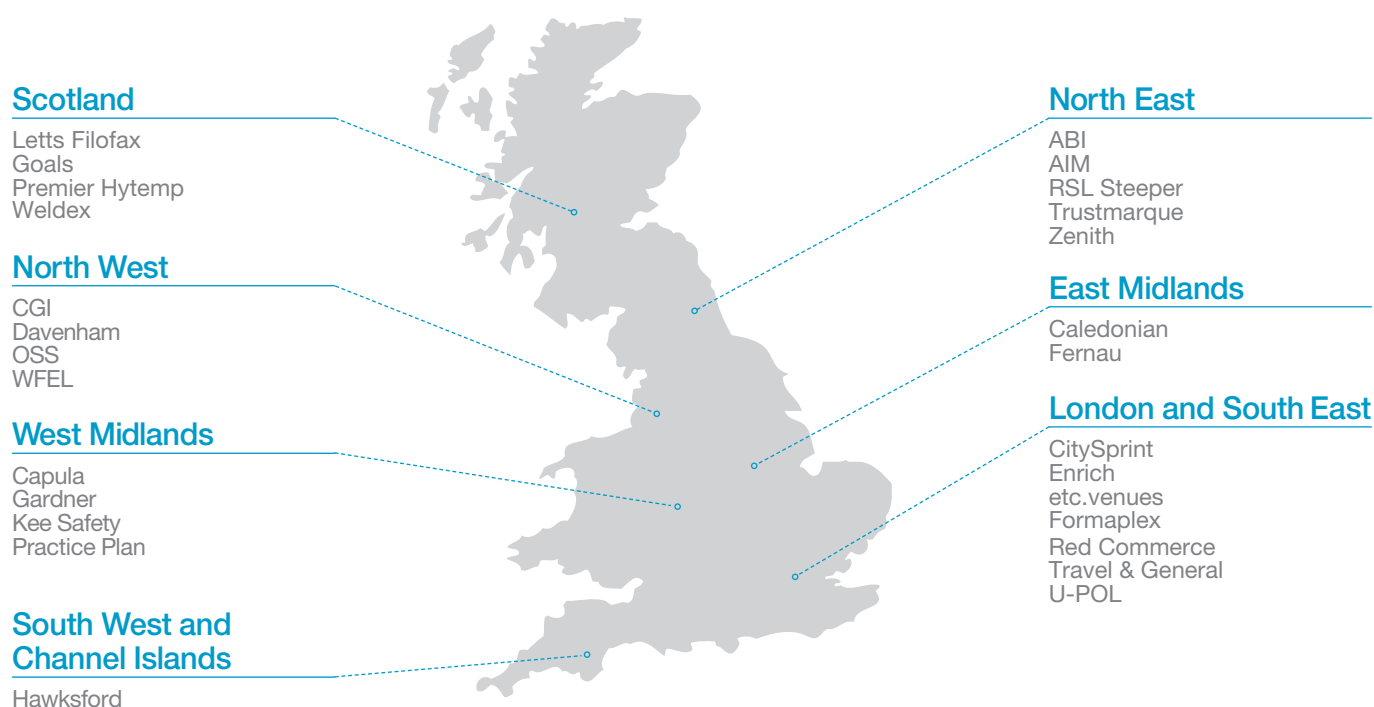 Scotland
Letts Filofax
Goals
Premier Hytemp
Weldex
North West
CGI
Davenham
OSS
WFEL
West Midlands
Capula
Gardner
Kee Safety
Practice Plan
South West and
Channel Islands
Hawksford
North East
ABI
AIM
RSL Steeper
Trustmarque
Zenith
East Midlands
Caledonian
Fernau
London and South East
CitySprint
Enrich
etc.venues
Formaplex
Red Commerce
Travel & General
U-POL